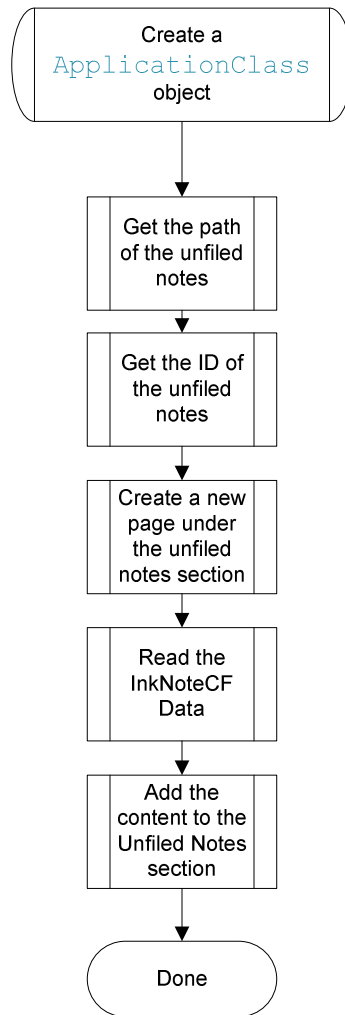 Create a
ApplicationClass
object
Get the path
of the unfiled
notes
Get the ID of
the unfiled
notes
Create a new
page under
the unfiled
notes section
Read the
InkNoteCF
Data
Add the
content to the
Unfiled Notes
section
Done